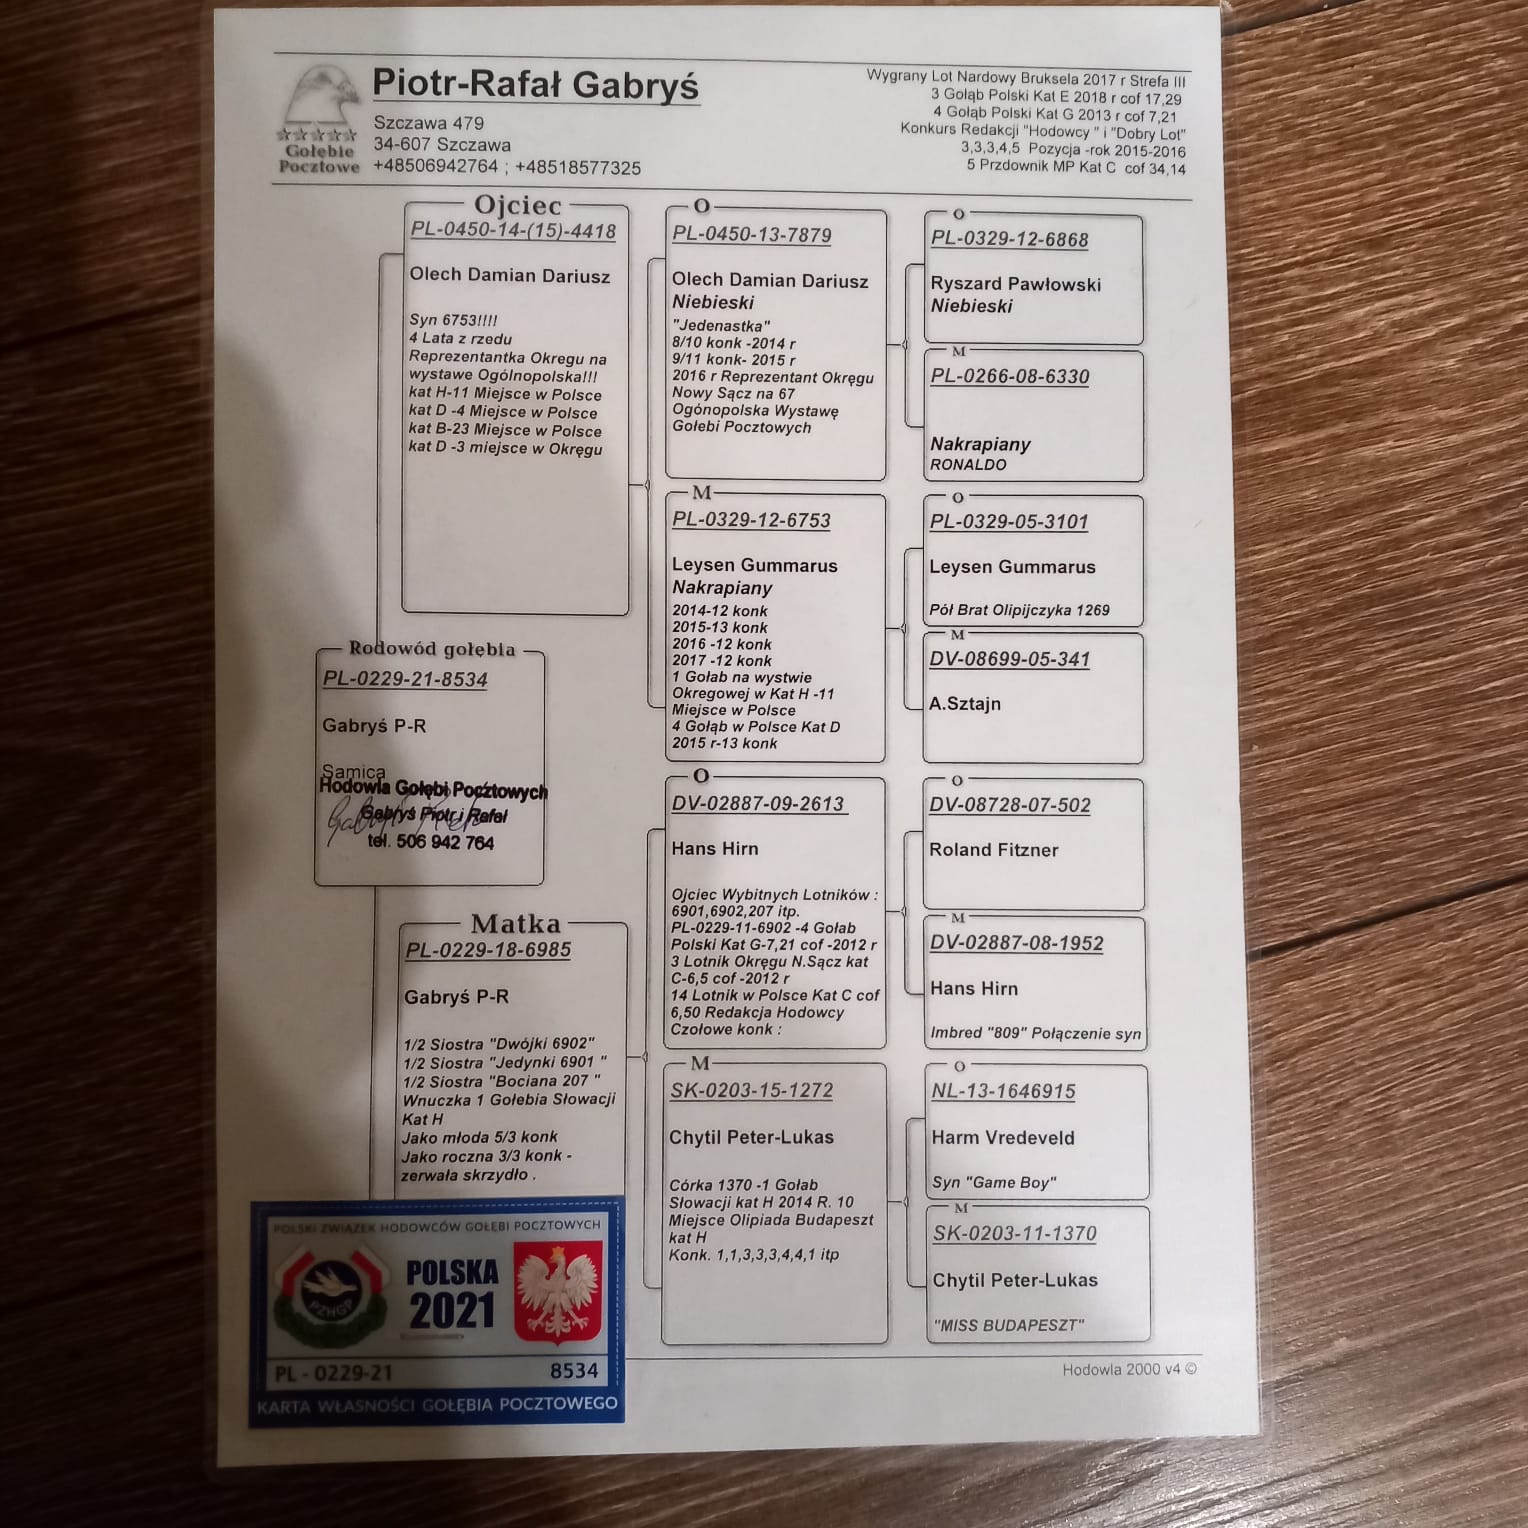 Piotr-Rafał Gabryś
Szczawa 479
34-607 Szczawa
+48506942764 ; +48518577325
Gołębie
Pocztowe
Wygrany Lot Nardowy Bruksela 2017 r Strefa III
3 Gołąb Polski Kat E 2018 r cof 17,29
4 Gołąb Polski Kat G 2013 r cof 7,21
Konkurs Redakcji "Hodowcy " i "Dobry Lot"
3,3,3,4,5 Pozycja -rok 2015-2016
5 Przdownik MP Kat C cof 34,14
Rodowód gołębia
PL-0229-21-8534
Gabryś P-R
Samica
Hodowla Gołębi Pocztowych
Gabryś Piotr i Rafał
tel. 506 942 764
Ojciec
PL-0450-14-(15)-4418
Olech Damian Dariusz
Syn 6753!!!!
4 Lata z rzedu
Reprezentantka Okregu na
wystawe Ogólnopolska!!!
kat H-11 Miejsce w Polsce
kat D -4 Miejsce w Polsce
kat B-23 Miejsce w Polsce
kat D -3 miejsce w Okręgu
Matka
PL-0229-18-6985
Gabryś P-R
1/2 Siostra "Dwójki 6902"
1/2 Siostra "Jedynki 6901 "
1/2 Siostra "Bociana 207 "
Wnuczka 1 Gołebia Słowacji
Kat H
Jako młoda 5/3 konk
Jako roczna 3/3 konk -
zerwała skrzydło .
O
PL-0450-13-7879
Olech Damian Dariusz
Niebieski
"Jedenastka"
8/10 konk -2014 r
9/11 konk- 2015 r
2016 r Reprezentant Okręgu
Nowy Sącz na 67
Ogónopolska Wystawę
Gołebi Pocztowych
M
PL-0329-12-6753
Leysen Gummarus
Nakrapiany
2014-12 konk
2015-13 konk
2016 -12 konk
2017 -12 konk
1 Gołab na wystwie
Okregowej w Kat H -11
Miejsce w Polsce
4 Gołąb w Polsce Kat D
2015 r-13 konk
O
DV-02887-09-2613
Hans Hirn
Ojciec Wybitnych Lotników :
6901,6902,207 itp.
PL-0229-11-6902 -4 Gołab
Polski Kat G-7,21 cof -2012 r
3 Lotnik Okręgu N.Sącz kat
C-6,5 cof -2012 r
14 Lotnik w Polsce Kat C cof
6,50 Redakcja Hodowcy
Czołowe konk :
M
SK-0203-15-1272
Chytil Peter-Lukas
Córka 1370 -1 Gołab
Słowacji kat H 2014 R. 10
Miejsce Olipiada Budapeszt
kat H
Konk. 1,1,3,3,3,4,4,1 itp
O
PL-0329-12-6868
Ryszard Pawłowski
Niebieski
M
PL-0266-08-6330
Nakrapiany
RONALDO
O
PL-0329-05-3101
Leysen Gummarus
Pół Brat Olipijczyka 1269
M
DV-08699-05-341
A.Sztajn
O
DV-08728-07-502
Roland Fitzner
M
DV-02887-08-1952
Hans Hirn
Imbred "809" Połączenie syn
O
NL-13-1646915
Harm Vredeveld
Syn "Game Boy"
M
SK-0203-11-1370
Chytil Peter-Lukas
"MISS BUDAPESZT"
POLSKI ZWIĄZEK HODOWCÓW GOŁĘBI POCZTOWYCH
PZHGP
POLSKA
2021
PL - 0229-21 8534
KARTA WŁASNOŚCI GOŁĘBIA POCZTOWEGO
Hodowla 2000 v4 ©